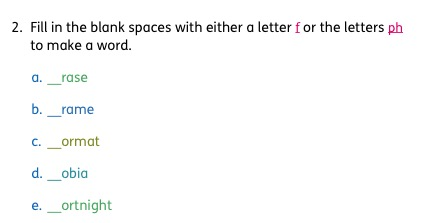 2. Fill in the blank spaces with either a letter f or the letters ph
to make a word.
a. __rase
b. __rame
c. __ormat
d. __obia
e. __ortnight